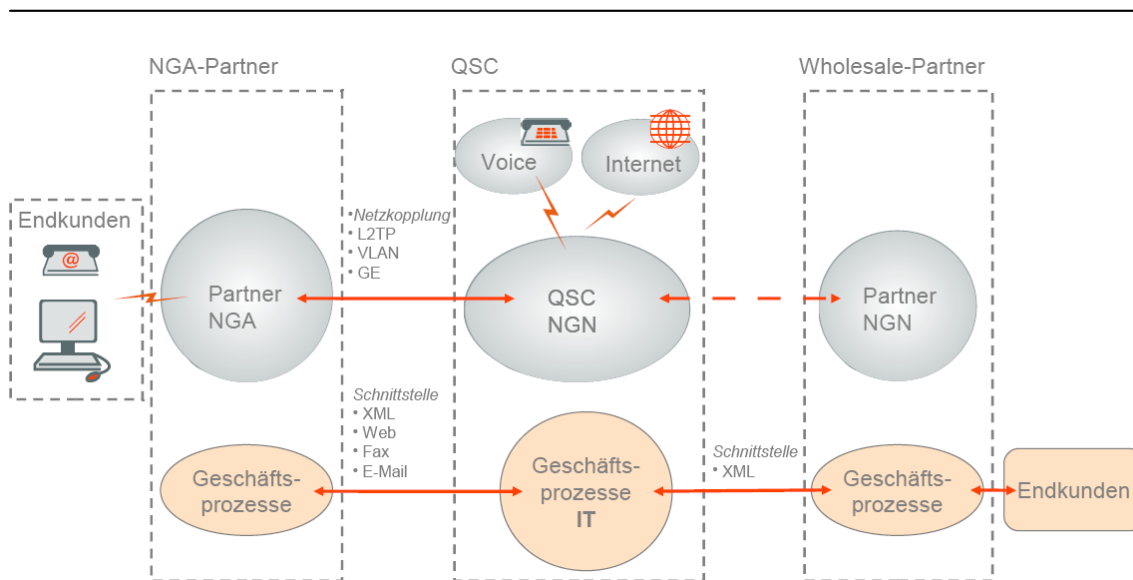 NGA-Partner
QSC
Wholesale-Partner
Voice
Internet
Endkunden
@
•Netzkopplung
• L2TP
• VLAN
• GE
Partner
NGA
QSC
NGN
Partner
NGN
Schnittstelle
• XML
• Web
• Fax
• E-Mail
Schnittstelle
• XML
Geschäfts-
prozesse
Geschäfts-
prozesse
IT
Geschäfts-
prozesse
Endkunden